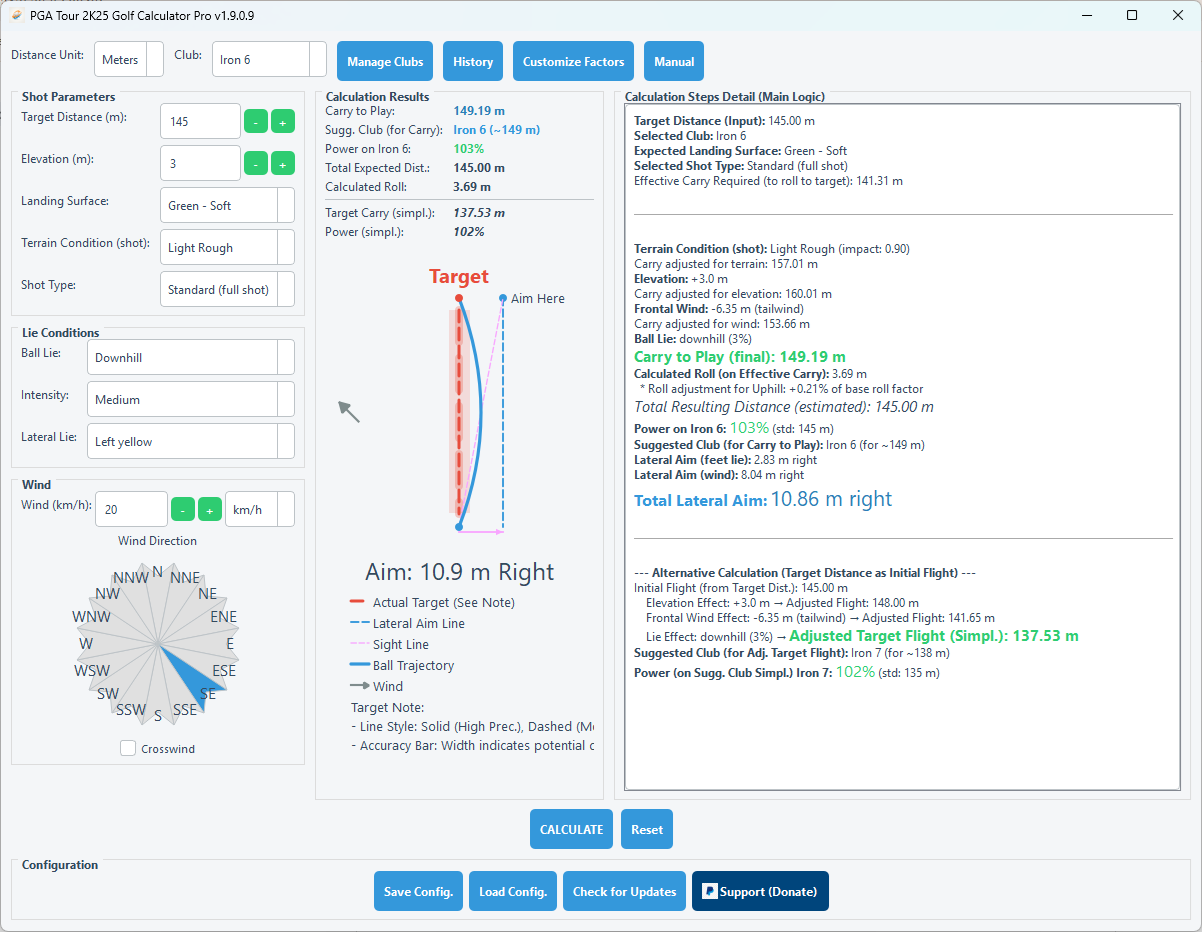 PGA Tour 2K25 Golf Calculator Pro v1.9.0.9
Distance Unit: Meters Club: Iron 6 Manage Clubs History Customize Factors Manual
Shot Parameters
Target Distance (m): 145 - +
Elevation (m): 3 - +
Landing Surface: Green - Soft
Terrain Condition (shot): Light Rough
Shot Type: Standard (full shot)
Lie Conditions
Ball Lie: Downhill
Intensity: Medium
Lateral Lie: Left yellow
Wind
Wind (km/h): 20 - + km/h
Wind Direction
N
NNE
NE
ENE
E
ESE
SE
SSE
S
SSW
SW
WSW
W
WNW
NW
NNW
Crosswind
Calculation Results
Carry to Play: 149.19 m
Sugg. Club (for Carry): Iron 6 (~149 m)
Power on Iron 6: 103%
Total Expected Dist.: 145.00 m
Calculated Roll: 3.69 m
Target Carry (simpl.): 137.53 m
Power (simpl.): 102%
Target
Aim Here
Aim: 10.9 m Right
Actual Target (See Note)
Lateral Aim Line
Sight Line
Ball Trajectory
Wind
Target Note:
- Line Style: Solid (High Prec.), Dashed (M
- Accuracy Bar: Width indicates potential
Calculation Steps Detail (Main Logic)
Target Distance (Input): 145.00 m
Selected Club: Iron 6
Expected Landing Surface: Green - Soft
Selected Shot Type: Standard (full shot)
Effective Carry Required (to roll to target): 141.31 m
Terrain Condition (shot): Light Rough (impact: 0.90)
Carry adjusted for terrain: 157.01 m
Elevation: +3.0 m
Carry adjusted for elevation: 160.01 m
Frontal Wind: -6.35 m (tailwind)
Carry adjusted for wind: 153.66 m
Ball Lie: downhill (3%)
Carry to Play (final): 149.19 m
Calculated Roll (on Effective Carry): 3.69 m
* Roll adjustment for Uphill: +0.21% of base roll factor
Total Resulting Distance (estimated): 145.00 m
Power on Iron 6: 103% (std: 145 m)
Suggested Club (for Carry to Play): Iron 6 (for ~149 m)
Lateral Aim (feet lie): 2.83 m right
Lateral Aim (wind): 8.04 m right
Total Lateral Aim: 10.86 m right
--- Alternative Calculation (Target Distance as Initial Flight) ---
Initial Flight (from Target Dist.): 145.00 m
Elevation Effect: +3.0 m → Adjusted Flight: 148.00 m
Frontal Wind Effect: -6.35 m (tailwind) → Adjusted Flight: 141.65 m
Lie Effect: downhill (3%) → Adjusted Target Flight (Simpl.): 137.53 m
Suggested Club (for Adj. Target Flight): Iron 7 (for ~138 m)
Power (on Sugg. Club Simpl.) Iron 7: 102% (std: 135 m)
CALCULATE Reset
Configuration
Save Config. Load Config. Check for Updates Support (Donate)